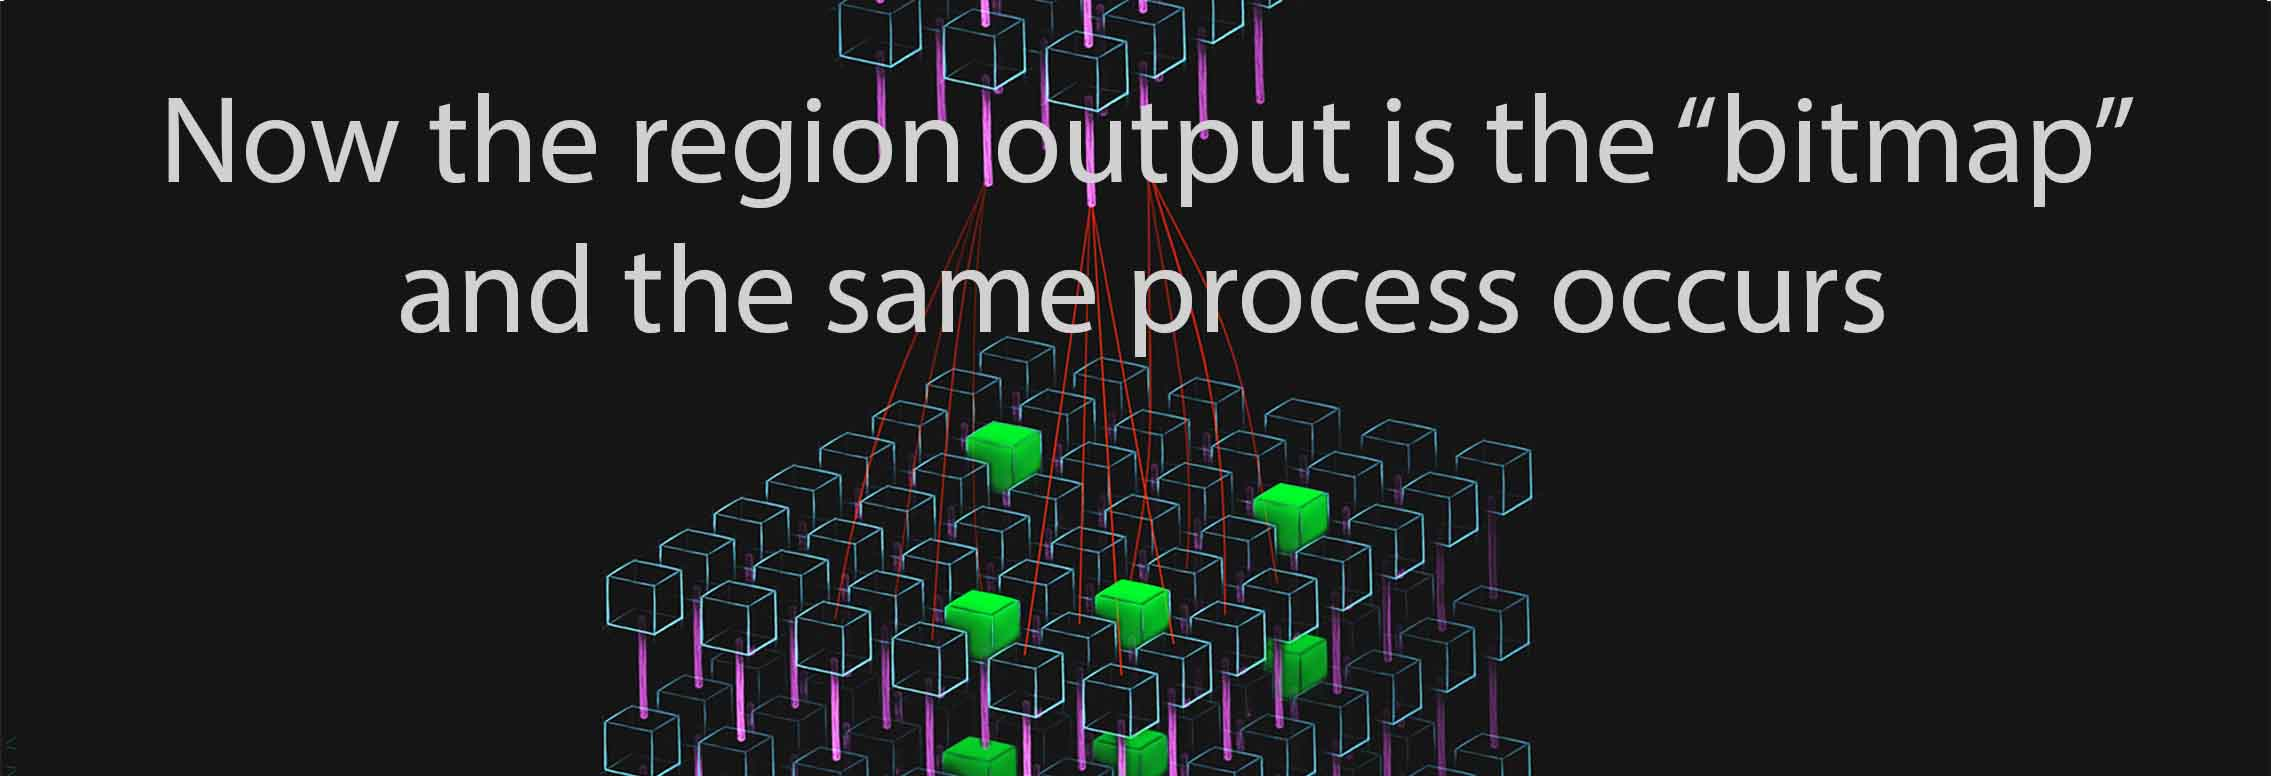 Now the region output is the “bitmap”
and the same process occurs